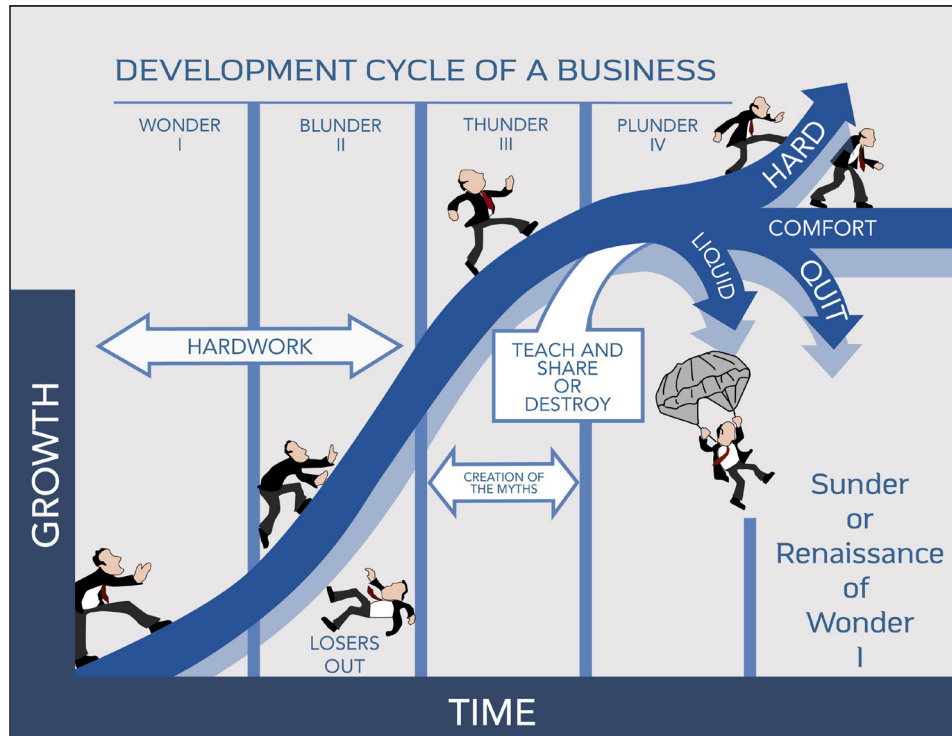 DEVELOPMENT CYCLE OF A BUSINESS
WONDER
I
BLUNDER
II
THUNDER
III
PLUNDER
IV
HARD
COMFORT
LIQUID
QUIT
HARDWORK
TEACH AND
SHARE
OR
DESTROY
CREATION OF
THE MYTHS
LOSERS
OUT
Sunder
or
Renaissance
of
Wonder
I
GROWTH
TIME